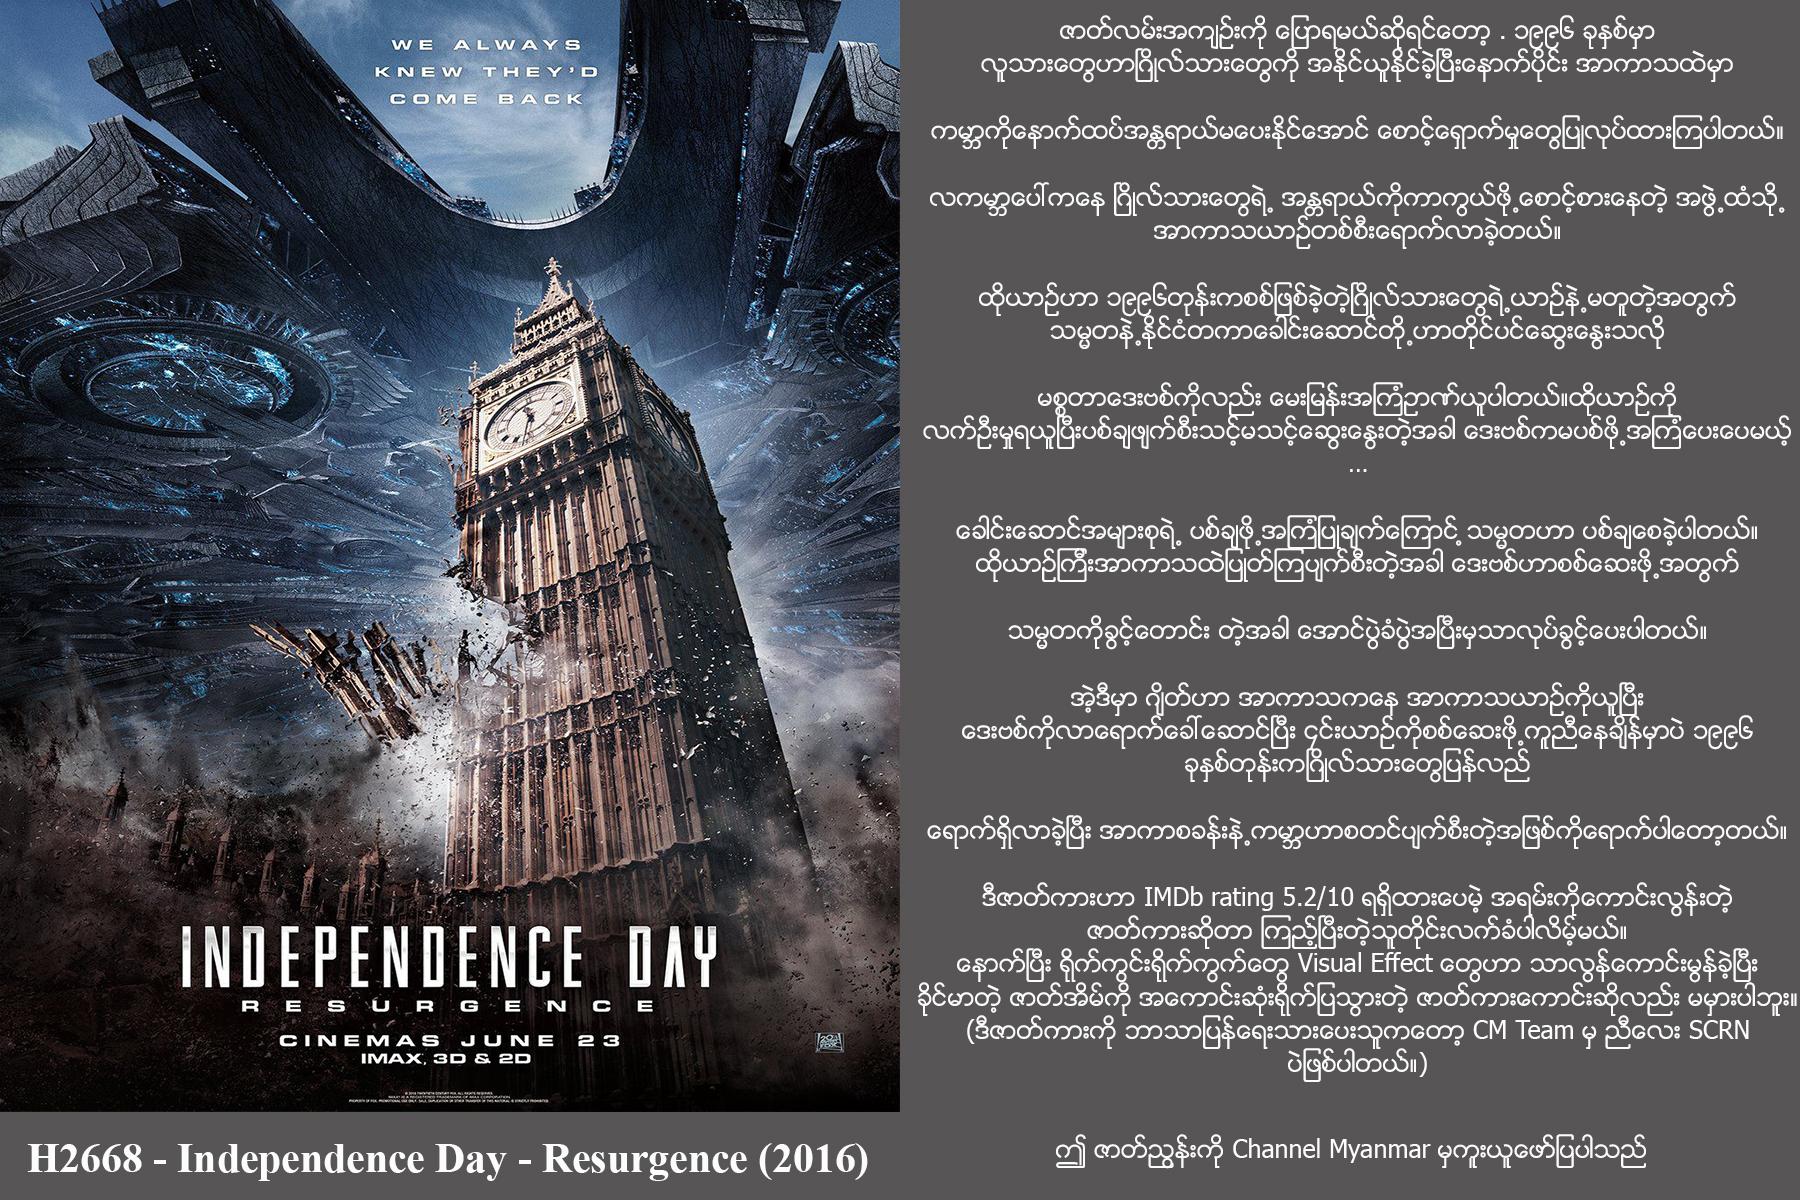 WE ALWAYS
KNEW THEY'D
COME BACK
INDEPENDENCE DAY
RESURGENCE
CINEMAS JUNE 23
IMAX, 3D & 2D
H2668 - Independence Day - Resurgence (2016)
ဇာတ်လမ်းအကျဉ်းကို ပြောရမယ်ဆိုရင်တော့ . ၁၉၉၆ ခုနှစ်မှာ
လူသားတွေဟာဂြိုလ်သားတွေကို အနိုင်ယူနိုင်ခဲ့ပြီးနောက်ပိုင်း အာကာသထဲမှာ
ကမ္ဘာကိုနောက်ထပ်အန္တရာယ်မပေးနိုင်အောင် စောင့်ရှောက်မှုတွေပြုလုပ်ထားကြပါတယ်။
လကမ္ဘာပေါ်ကနေ ဂြိုလ်သားတွေရဲ့ အန္တရာယ်ကိုကာကွယ်ဖို့စောင့်စားနေတဲ့ အဖွဲ့ထံသို့
အာကာသယာဉ်တစ်စီးရောက်လာခဲ့တယ်။
ထိုယာဉ်ဟာ ၁၉၉၆တုန်းကစစ်ဖြစ်ခဲ့တဲ့ဂြိုလ်သားတွေရဲ့ယာဉ်နဲ့မတူတဲ့အတွက်
သမ္မတနဲ့နိုင်ငံတကာခေါင်းဆောင်တို့ဟာတိုင်ပင်ဆွေးနွေးသလို
မစ္စတာဒေးဗစ်ကိုလည်း မေးမြန်းအကြံဉာဏ်ယူပါတယ်။ထိုယာဉ်ကို
လက်ဦးမှုရယူပြီးပစ်ချဖျက်စီးသင့်မသင့်ဆွေးနွေးတဲ့အခါ ဒေးဗစ်ကမပစ်ဖို့အကြံပေးပေမယ့်
...
ခေါင်းဆောင်အများစုရဲ့ ပစ်ချဖို့အကြံပြုချက်ကြောင့် သမ္မတဟာ ပစ်ချစေခဲ့ပါတယ်။
ထိုယာဉ်ကြီးအာကာသထဲပြုတ်ကြပျက်စီးတဲ့အခါ ဒေးဗစ်ဟာစစ်ဆေးဖို့အတွက်
သမ္မတကိုခွင့်တောင်း တဲ့အခါ အောင်ပွဲခံပွဲအပြီးမှသာလုပ်ခွင့်ပေးပါတယ်။
အဲ့ဒီမှာ ဂျိတ်ဟာ အာကာသကနေ အာကာသယာဉ်ကိုယူပြီး
ဒေးဗစ်ကိုလာရောက်ခေါ်ဆောင်ပြီး ၎င်းယာဉ်ကိုစစ်ဆေးဖို့ကူညီနေချိန်မှာပဲ ၁၉၉၆
ခုနှစ်တုန်းကဂြိုလ်သားတွေပြန်လည်
ရောက်ရှိလာခဲ့ပြီး အာကာစခန်းနဲ့ကမ္ဘာဟာစတင်ပျက်စီးတဲ့အဖြစ်ကိုရောက်ပါတော့တယ်။
ဒီဇာတ်ကားဟာ IMDb rating 5.2/10 ရရှိထားပေမဲ့ အရမ်းကိုကောင်းလွန်းတဲ့
ဇာတ်ကားဆိုတာ ကြည့်ပြီးတဲ့သူတိုင်းလက်ခံပါလိမ့်မယ်။
နောက်ပြီး ရိုက်ကွင်းရိုက်ကွက်တွေ Visual Effect တွေဟာ သာလွန်ကောင်းမွန်ခဲ့ပြီး
ခိုင်မာတဲ့ ဇာတ်အိမ်ကို အကောင်းဆုံးရိုက်ပြသွားတဲ့ ဇာတ်ကားကောင်းဆိုလည်း မမှားပါဘူး။
(ဒီဇာတ်ကားကို ဘာသာပြန်ရေးသားပေးသူကတော့ CM Team မှ ညီလေး SCRN
ပဲဖြစ်ပါတယ်။)
ဤ ဇာတ်ညွှန်းကို Channel Myanmar မှကူးယူဖော်ပြပါသည်